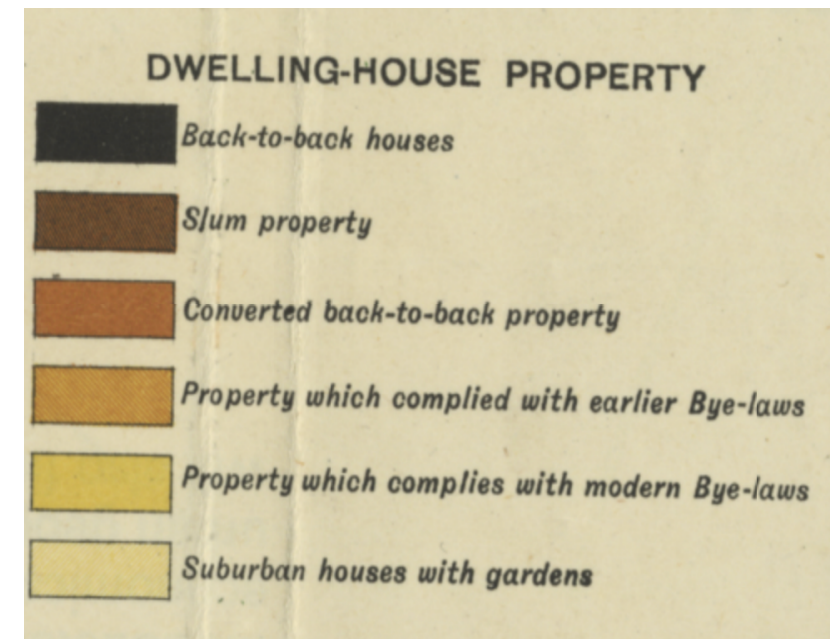 DWELLING-HOUSE PROPERTY
Back-to-back houses
Slum property
Converted back-to-back property
Property which complied with earlier Bye-laws
Property which complies with modern Bye-laws
Suburban houses with gardens